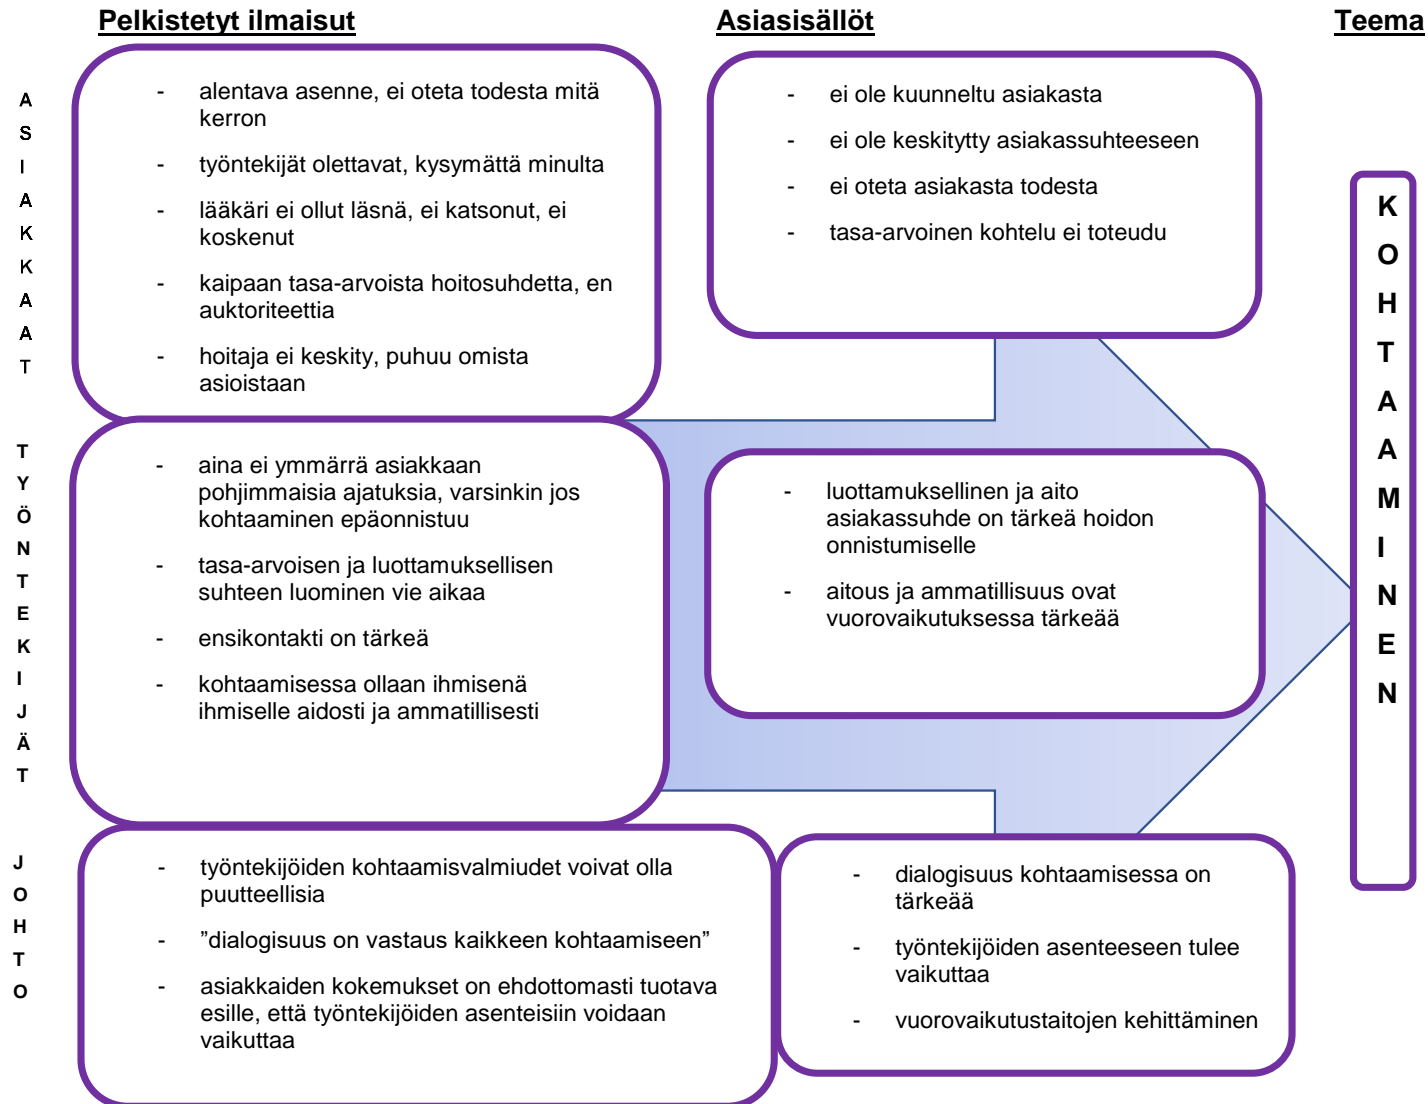 Pelkistetyt ilmaisut
Asiasisällöt
Teema
ASIAKKAAT
- alentava asenne, ei oteta todesta mitä
kerron
- työntekijät olettavat, kysymättä minulta
- lääkäri ei ollut läsnä, ei katsonut, ei
koskenut
- kaipaan tasa-arvoista hoitosuhdetta, en
auktoriteettia
- hoitaja ei keskity, puhuu omista
asioistaan
- ei ole kuunneltu asiakasta
- ei ole keskitytty asiakassuhteeseen
- ei oteta asiakasta todesta
- tasa-arvoinen kohtelu ei toteudu
TYÖNTEKIJÄT
- aina ei ymmärrä asiakkaan
pohjimmaisia ajatuksia, varsinkin jos
kohtaaminen epäonnistuu
- tasa-arvoisen ja luottamuksellisen
suhteen luominen vie aikaa
- ensikontakti on tärkeä
- kohtaamisessa ollaan ihmisenä
ihmiselle aidosti ja ammatillisesti
- luottamuksellinen ja aito
asiakassuhde on tärkeä hoidon
onnistumiselle
- aitous ja ammatillisuus ovat
vuorovaikutuksessa tärkeää
JOHTO
- työntekijöiden kohtaamisvalmiudet voivat olla
puutteellisia
- ”dialogisuus on vastaus kaikkeen kohtaamiseen”
- asiakkaiden kokemukset on ehdottomasti tuotava
esille, että työntekijöiden asenteisiin voidaan
vaikuttaa
- dialogisuus kohtaamisessa on
tärkeää
- työntekijöiden asenteeseen tulee
vaikuttaa
- vuorovaikutustaitojen kehittäminen
KOHTAAMINEN